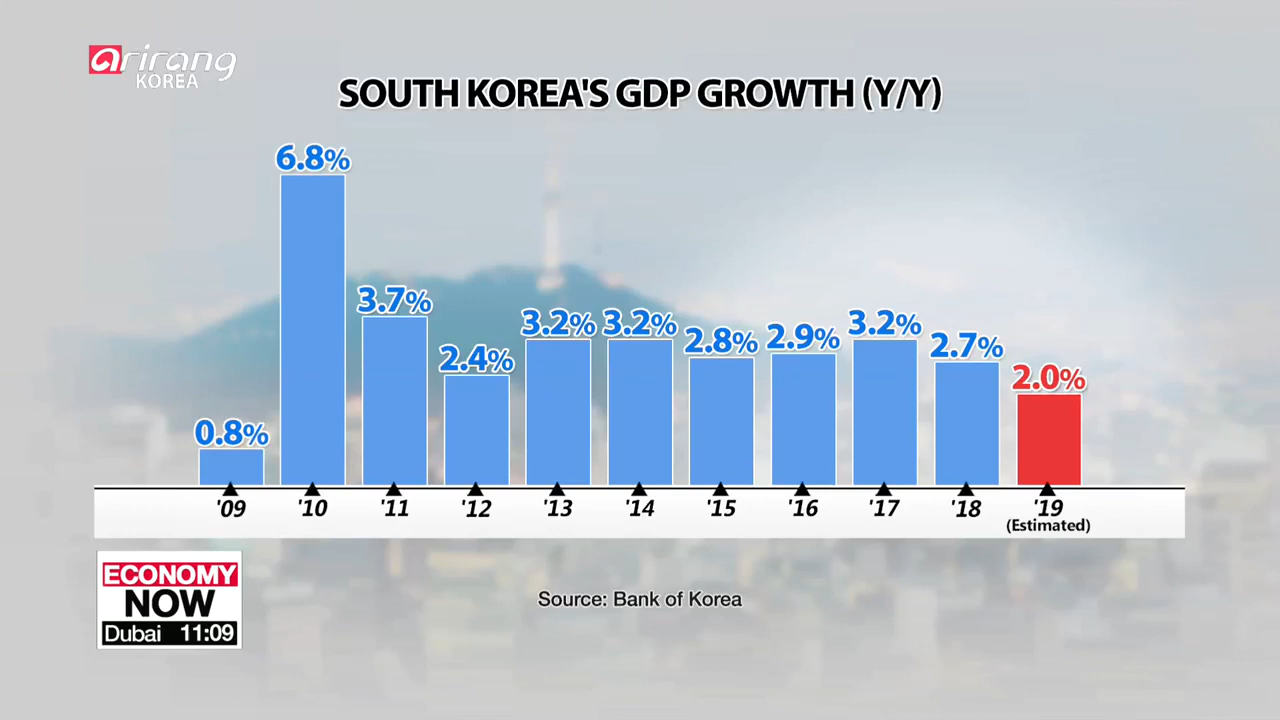 arirang
KOREA
SOUTH KOREA'S GDP GROWTH (Y/Y)
0.8%
6.8%
3.7%
2.4%
3.2%
3.2%
2.8%
2.9%
3.2%
2.7%
2.0%
'09 '10 '11 '12 '13 '14 '15 '16 '17 '18 '19
(Estimated)
ECONOMY
NOW
Dubai 11:09
Source: Bank of Korea